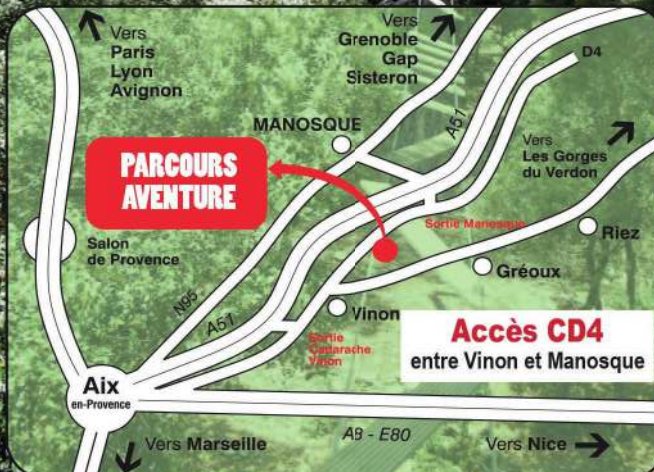 Vers
Paris
Lyon
Avignon
Vers
Grenoble
Gap
Sisteron
D4
A51
MANOSQUE
Vers
Les Gorges
du Verdon
PARCOURS
AVENTURE
Sortie Manosque
Riez
Salon
de Provence
Gréoux
N95
A51
Vinon
Sortie
Cadarache
Vinon
Accès CD4
entre Vinon et Manosque
Aix
en-Provence
Vers Marseille
A8 - E80
Vers Nice